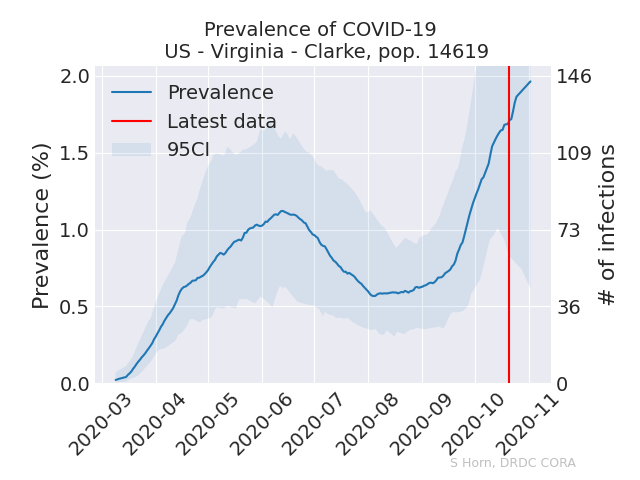 Prevalence of COVID-19
US - Virginia - Clarke, pop. 14619
Prevalence
Latest data
95CI
Prevalence (%)
2.0
1.5
1.0
0.5
0.0
# of infections
146
109
73
36
0
2020-03
2020-04
2020-05
2020-06
2020-07
2020-08
2020-09
2020-10
2020-11
S Horn, DRDC CORA